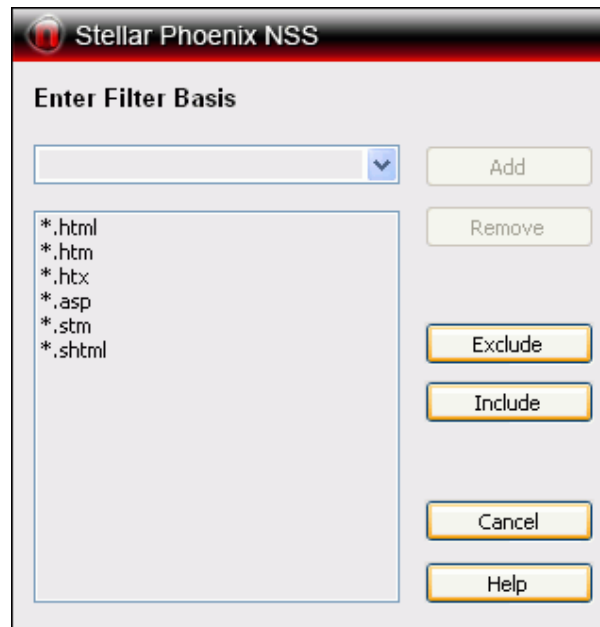 Stellar Phoenix NSS
Enter Filter Basis
Add
*.html
*.htm
*.htx
*.asp
*.stm
*.shtml
Remove
Exclude
Include
Cancel
Help